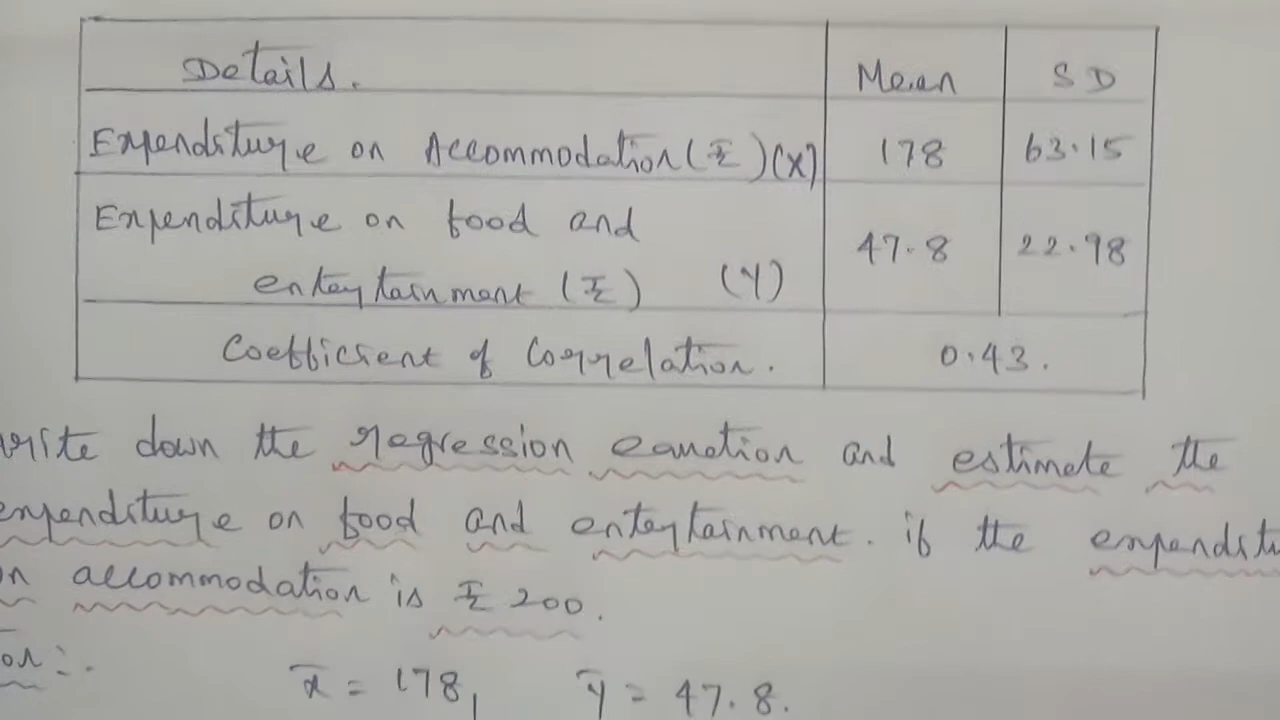 Details. Mean SD
Expenditure on Accommodation (₹) (X) 178 63.15
Expenditure on food and
entertainment (₹) (Y) 47.8 22.98
Coefficient of Correlation. 0.43.
write down the regression equation and estimate the
expenditure on food and entertainment. if the expenditu
on accommodation is ₹ 200.
on:-
x̄ = 178, ȳ = 47.8.